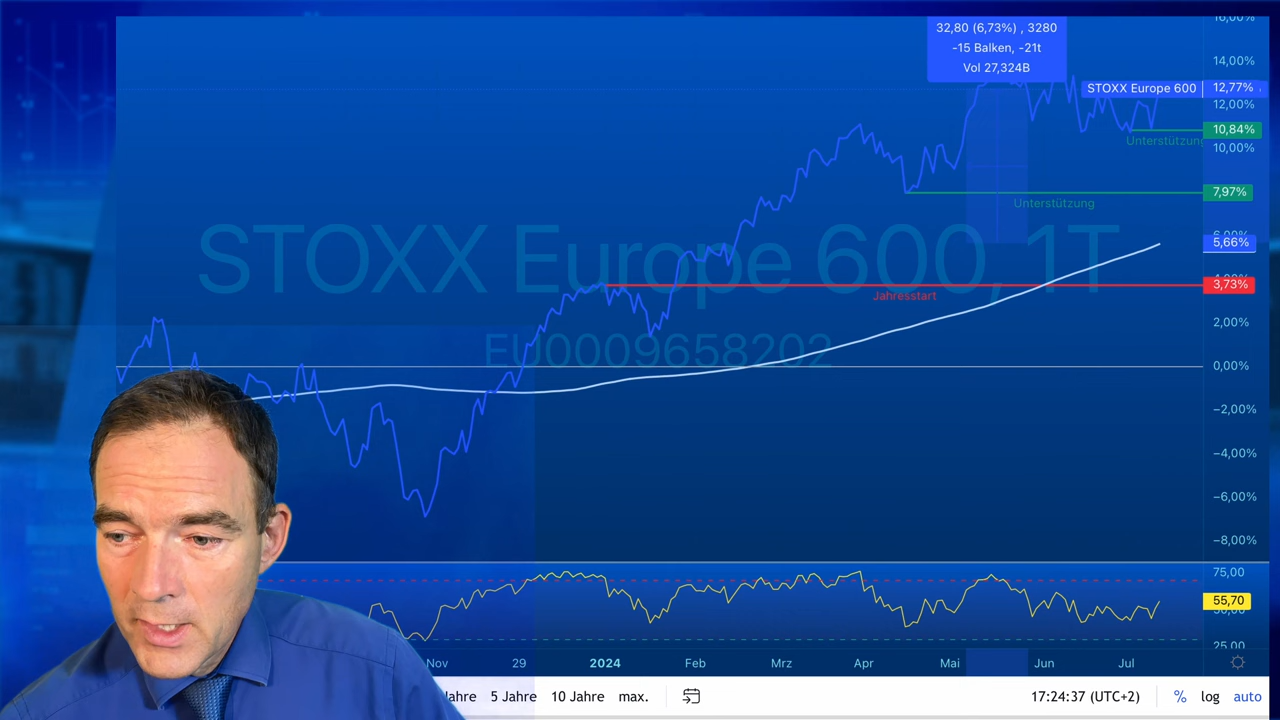 32,80 (6,73%) , 3280
-15 Balken, -21t
Vol 27,324B
16,00%
14,00%
STOXX Europe 600
12,77%
12,00%
10,84%
Unterstützung
10,00%
7,97%
Unterstützung
STOXX Europe 600, 1T
5,66%
3,73%
Jahresstart
2,00%
EU0009658202
0,00%
−2,00%
−4,00%
−6,00%
−8,00%
75,00
55,70
25,00
Nov
29
2024
Feb
Mrz
Apr
Mai
Jun
Jul
5 Jahre
10 Jahre
max.
17:24:37 (UTC+2)
%
log
auto